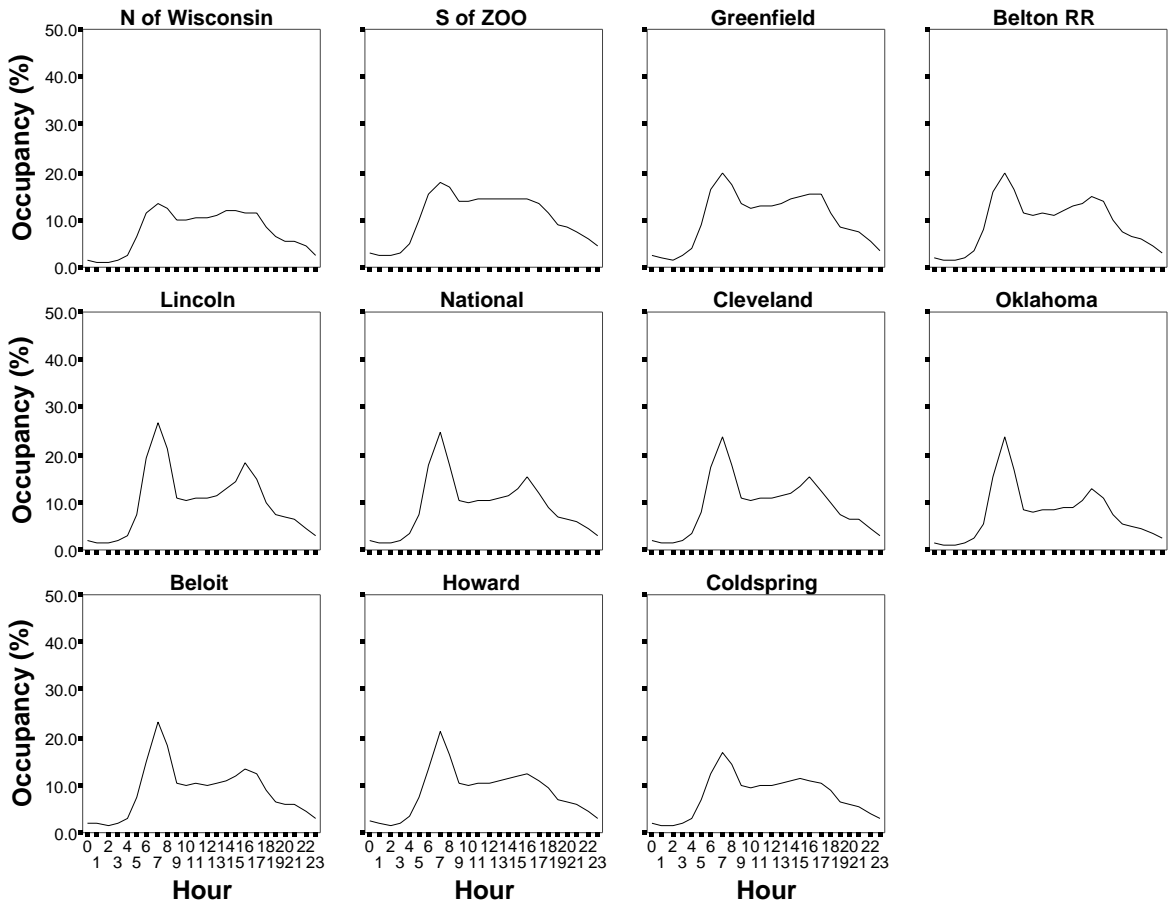 N of Wisconsin S of ZOO Greenfield Belton RR
Occupancy (%)
50.0
40.0
30.0
20.0
10.0
0.0
Lincoln National Cleveland Oklahoma
Occupancy (%)
50.0
40.0
30.0
20.0
10.0
0.0
Beloit Howard Coldspring
Occupancy (%)
50.0
40.0
30.0
20.0
10.0
0.0
0 2 4 6 8 10 12 14 16 18 20 22 0 2 4 6 8 10 12 14 16 18 20 22 0 2 4 6 8 10 12 14 16 18 20 22
1 3 5 7 9 11 13 15 17 19 21 23 1 3 5 7 9 11 13 15 17 19 21 23 1 3 5 7 9 11 13 15 17 19 21 23
Hour Hour Hour